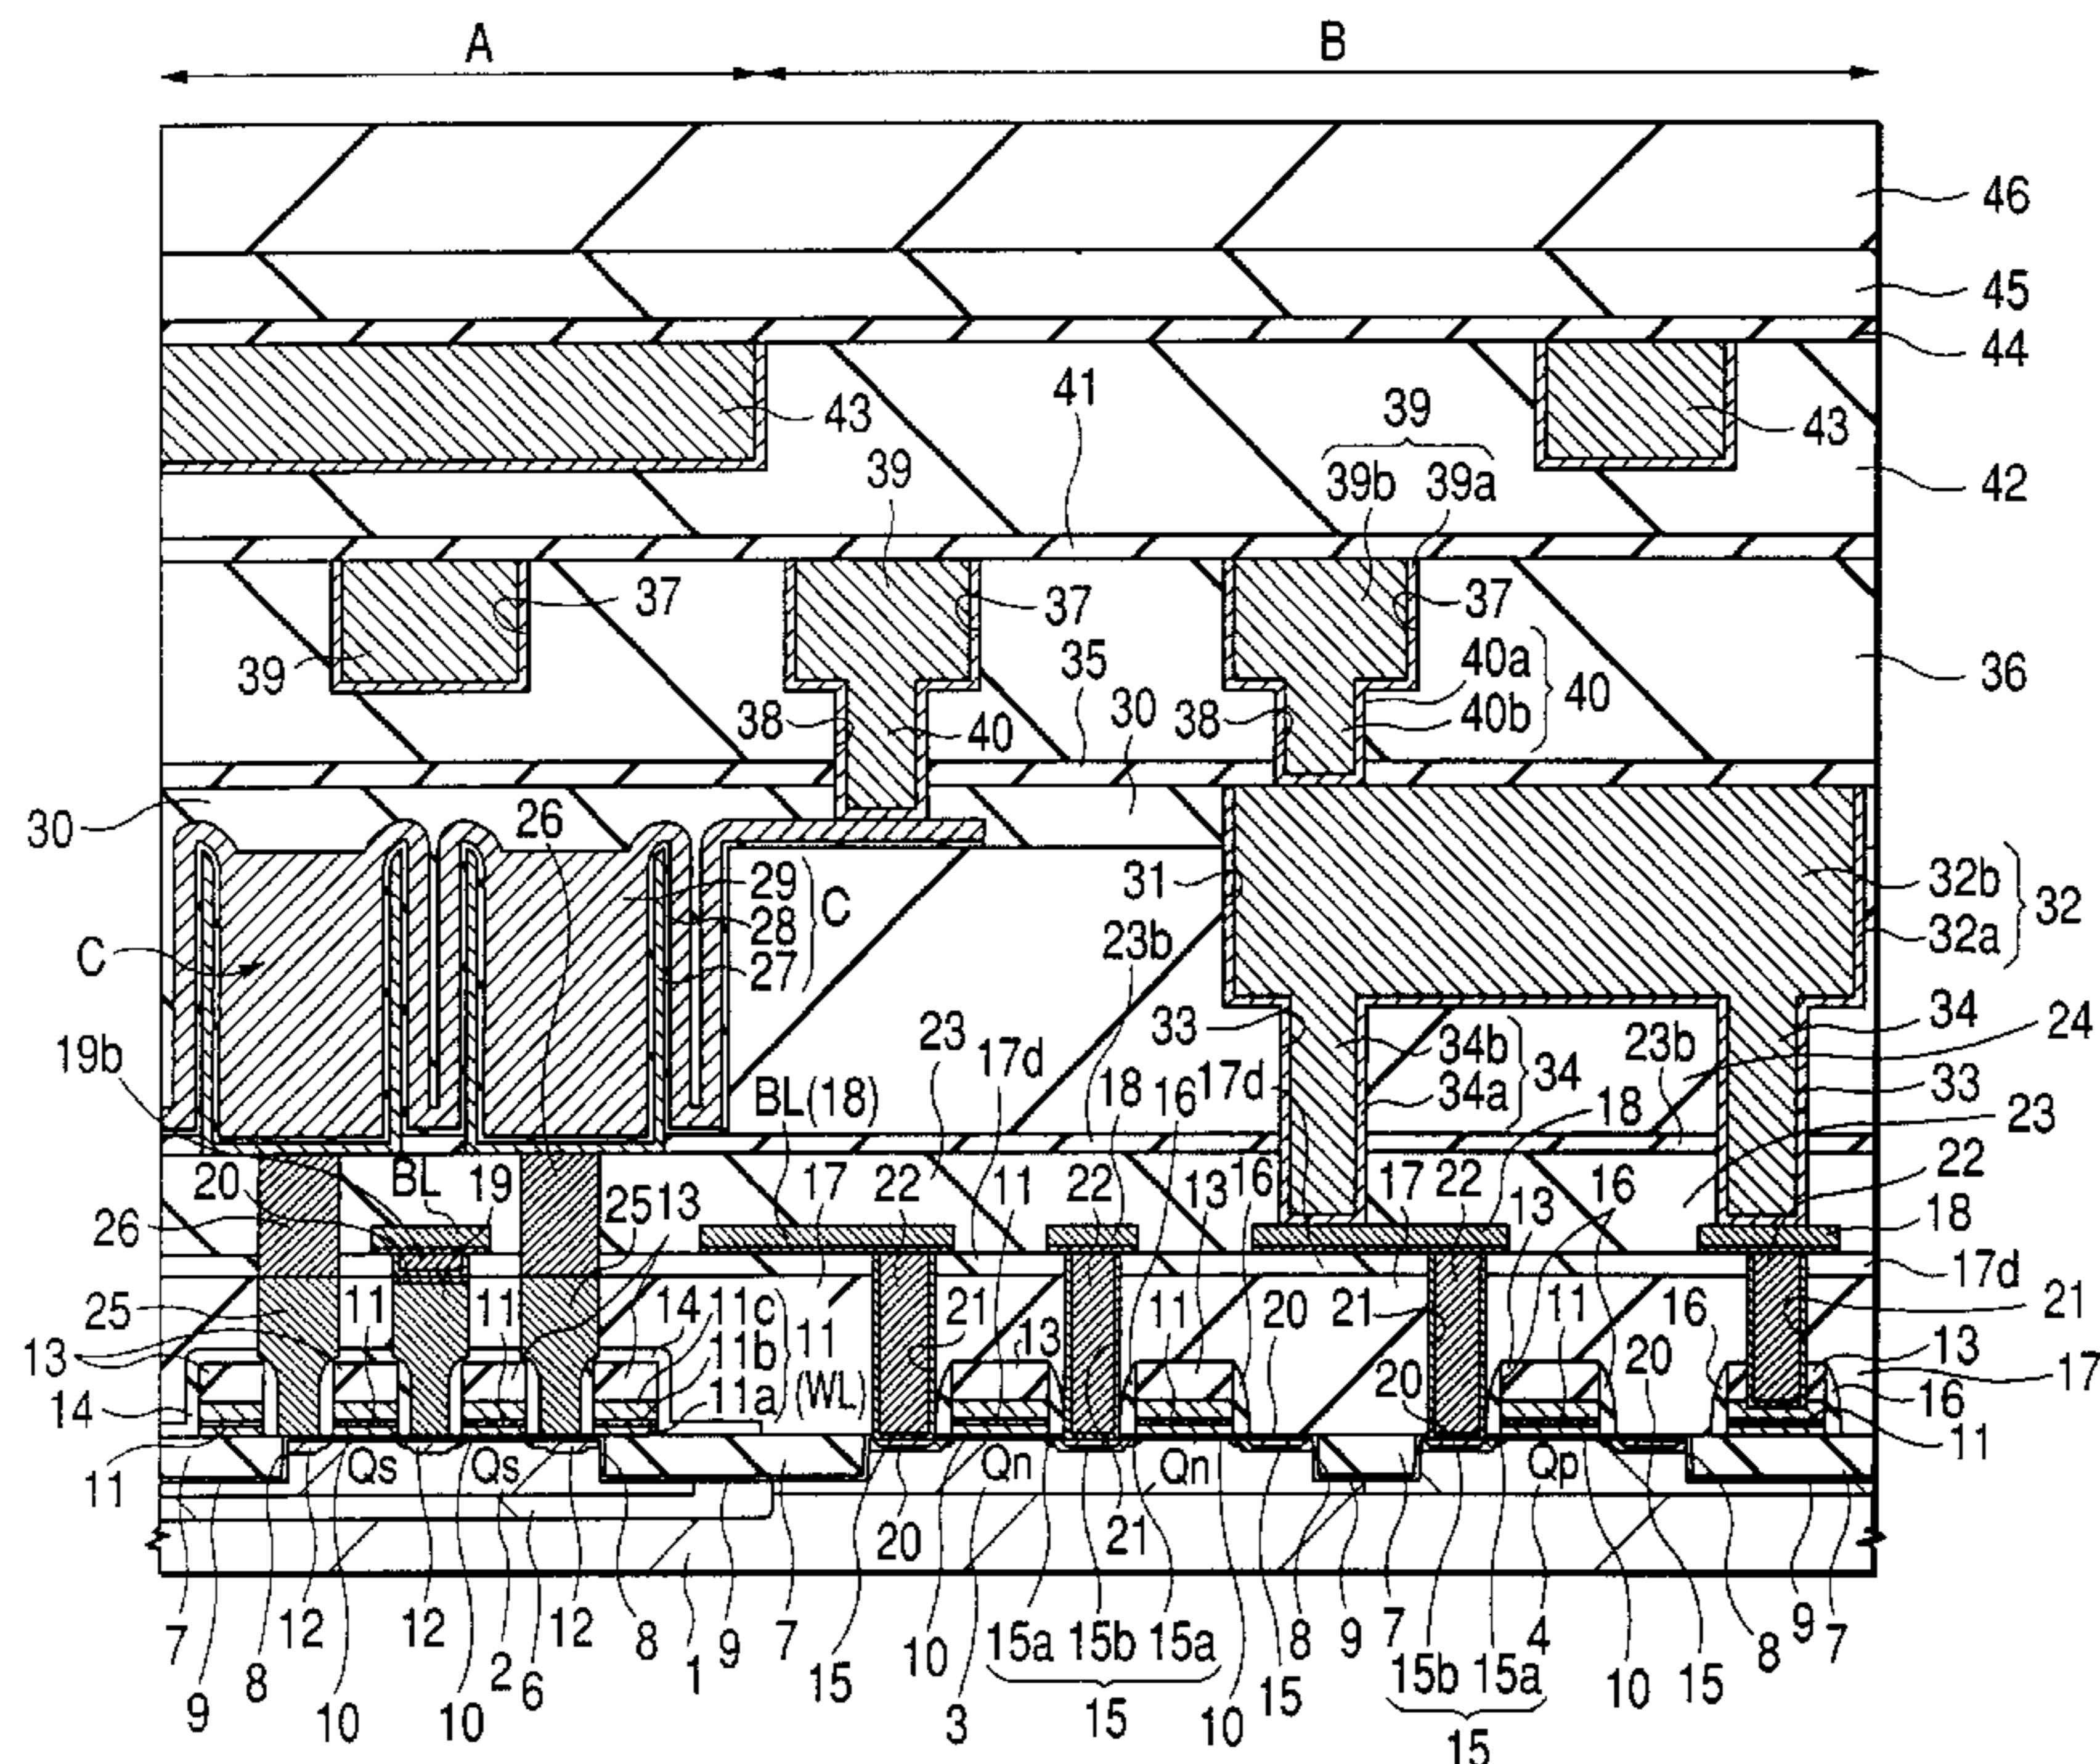 A B
46
45
44
43 41 39 43
39 39b 39a 42
37 37 37
39 35 40a 40 36
38 40 30 38 40b
30 26
29 31 32b 32
28 C 32a
C 27 23b
33 34 24
19b 23 17d 34b 34 23b 33
BL(18) 18 16 17d 34a 18 23
20 BL 19 17 22 11 22 13 16 17 22 13 16 22
26 25 13 18
17d
25 11 11 14 11c 11 21 13 11 20 21 11 16 21
13 11b 20 20 13
14 11a (WL) 16 17
11 Qs Qs Qn Qn Qp 11
20 21
7 12 12 12 8 9 7 10 15a 15b 15a 8 9 7 15b 15a 4 8 9 7
9 8 10 10 2 6 1 15 3 15 10 15 15 10 15